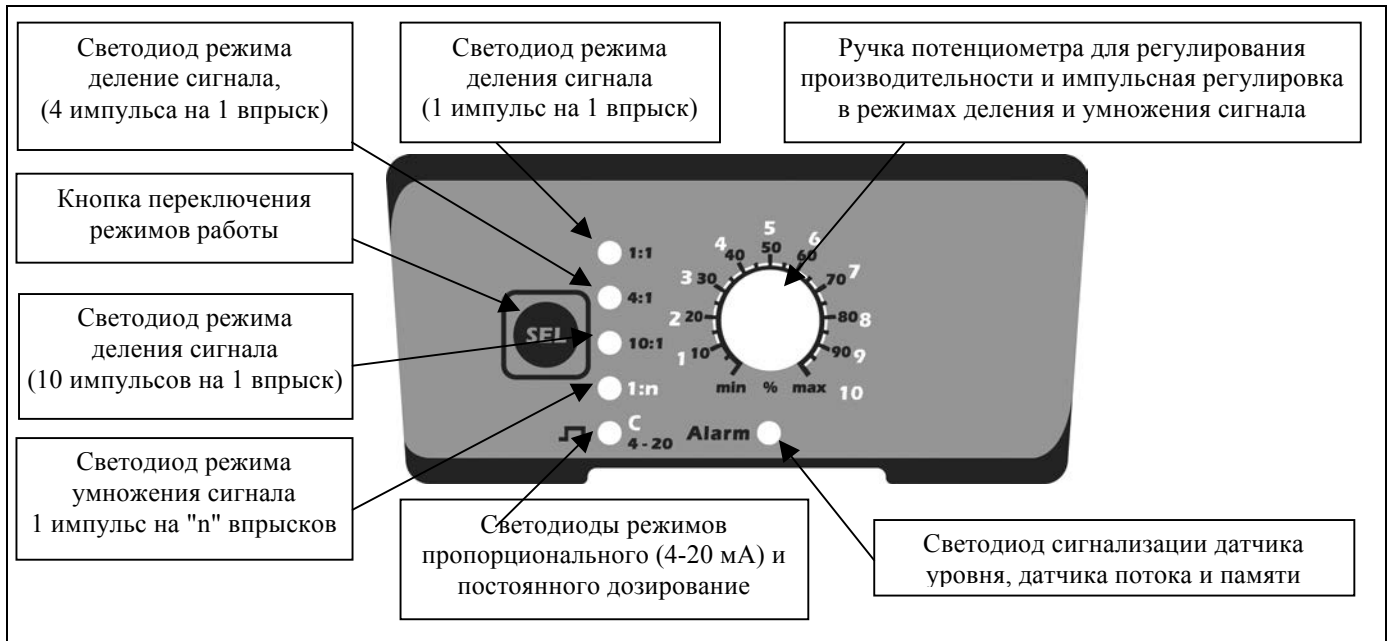 Светодиод режима
деление сигнала,
(4 импульса на 1 впрыск)
Светодиод режима
деления сигнала
(1 импульс на 1 впрыск)
Ручка потенциометра для регулирования
производительности и импульсная регулировка
в режимах деления и умножения сигнала
Кнопка переключения
режимов работы
Светодиод режима
деления сигнала
(10 импульсов на 1 впрыск)
Светодиод режима
умножения сигнала
1 импульс на "n" впрысков
SEL
1:1
4:1
10:1
1:n
C
4 - 20
1 2 3 4 5 6 7 8 9 10
10 20 30 40 50 60 70 80 90
min % max
Alarm
Светодиоды режимов
пропорционального (4-20 мА) и
постоянного дозирование
Светодиод сигнализации датчика
уровня, датчика потока и памяти